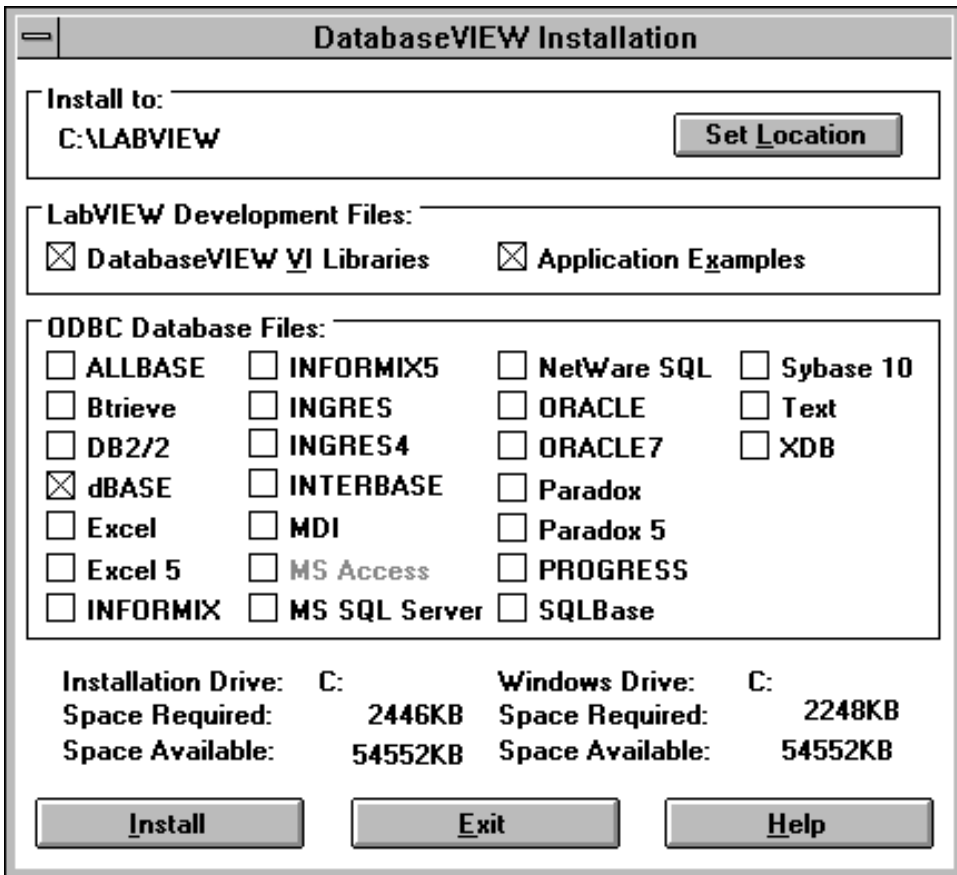 DatabaseVIEW Installation
Install to:
C:\LABVIEW
Set Location
LabVIEW Development Files:
DatabaseVIEW VI Libraries Application Examples
ODBC Database Files:
ALLBASE INFORMIX5 NetWare SQL Sybase 10
Btrieve INGRES ORACLE Text
DB2/2 INGRES4 ORACLE7 XDB
dBASE INTERBASE Paradox
Excel MDI Paradox 5
Excel 5 MS Access PROGRESS
INFORMIX MS SQL Server SQLBase
Installation Drive: C: Windows Drive: C:
Space Required: 2446KB Space Required: 2248KB
Space Available: 54552KB Space Available: 54552KB
Install Exit Help